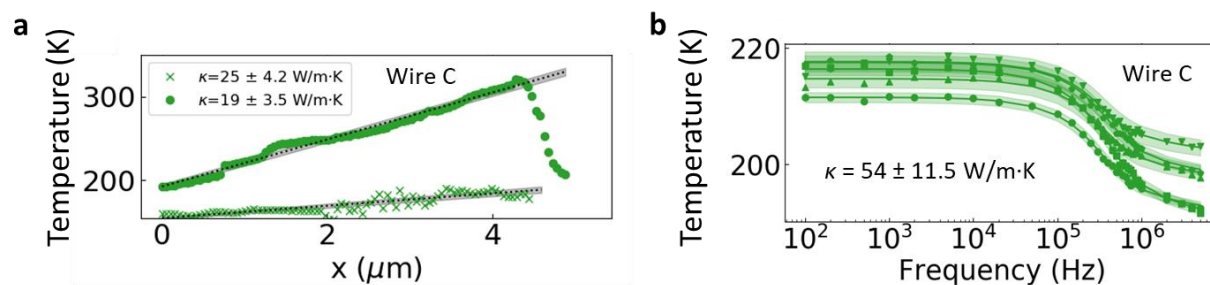 a
Temperature (K)
300
200
κ=25 ± 4.2 W/m·K
κ=19 ± 3.5 W/m·K
Wire C
0
2
4
x (μm)
b
Temperature (K)
220
200
Wire C
κ = 54 ± 11.5 W/m·K
10² 10³ 10⁴ 10⁵ 10⁶
Frequency (Hz)